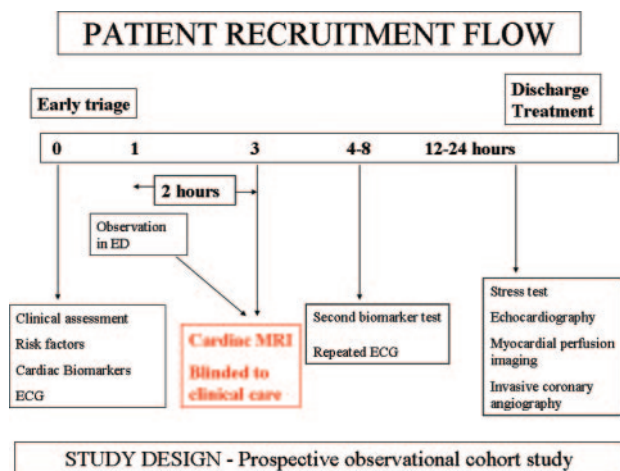 PATIENT RECRUITMENT FLOW
Early triage
Discharge
Treatment
0 1 3 4-8 12-24 hours
2 hours
Observation
in ED
Clinical assessment
Risk factors
Cardiac Biomarkers
ECG
Cardiac MRI
Blinded to
clinical care
Second biomarker test
Repeated ECG
Stress test
Echocardiography
Myocardial perfusion
imaging
Invasive coronary
angiography
STUDY DESIGN - Prospective observational cohort study